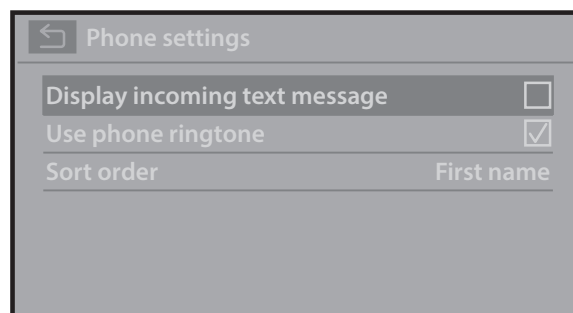 Phone settings
Display incoming text message
Use phone ringtone
Sort order First name